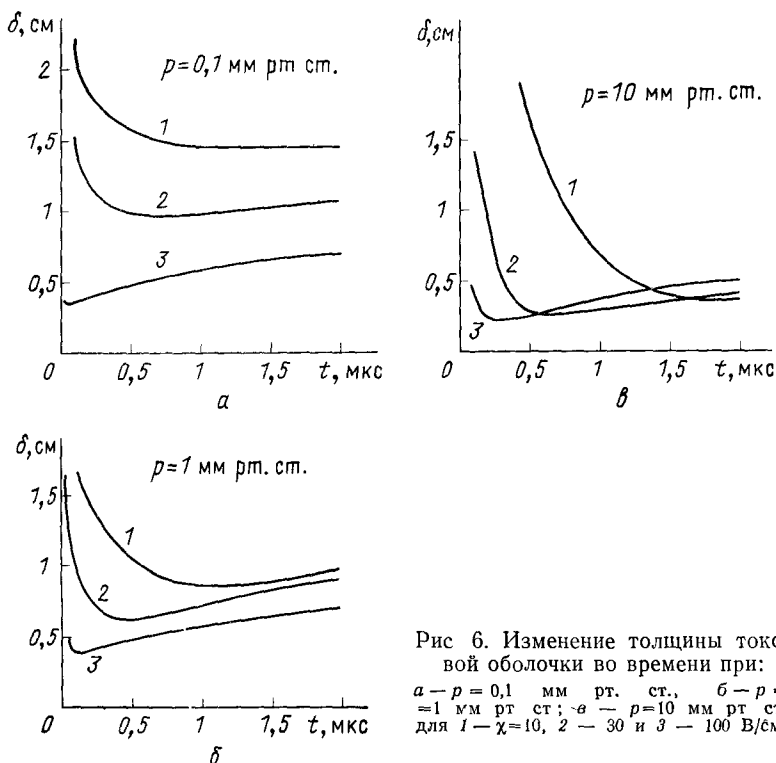 δ, см
2
1,5
1
0,5
0
p=0,1 мм рт ст.
1
2
3
0,5
1
1,5
t, мкс
а
δ,см
1,5
1
0,5
0
p=10 мм рт. ст.
1
2
3
0,5
1
1,5
t, мкс
в
δ,см
1,5
1
0,5
0
p=1 мм рт. ст.
1
2
3
0,5
1
1,5
t, мкс
б
Рис 6. Изменение толщины токо
вой оболочки во времени при:
а — p = 0,1 мм рт. ст., б — p =
=1 мм рт ст; в — p=10 мм рт ст
для 1 — χ=10, 2 — 30 и 3 — 100 В/см